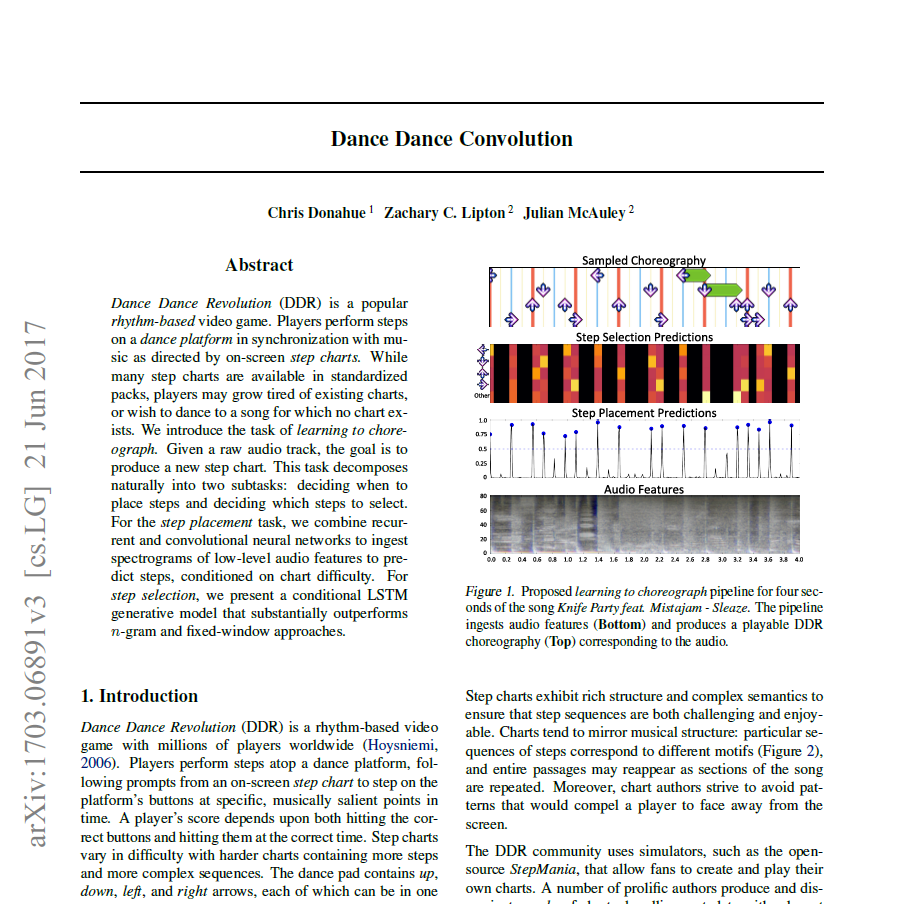 Dance Dance Convolution
Chris Donahue 1 Zachary C. Lipton 2 Julian McAuley 2
arXiv:1703.06891v3 [cs.LG] 21 Jun 2017
Abstract
Dance Dance Revolution (DDR) is a popular
rhythm-based video game. Players perform steps
on a dance platform in synchronization with mu-
sic as directed by on-screen step charts. While
many step charts are available in standardized
packs, players may grow tired of existing charts,
or wish to dance to a song for which no chart ex-
ists. We introduce the task of learning to chore-
ograph. Given a raw audio track, the goal is to
produce a new step chart. This task decomposes
naturally into two subtasks: deciding when to
place steps and deciding which steps to select.
For the step placement task, we combine recur-
rent and convolutional neural networks to ingest
spectrograms of low-level audio features to pre-
dict steps, conditioned on chart difficulty. For
step selection, we present a conditional LSTM
generative model that substantially outperforms
n-gram and fixed-window approaches.
1. Introduction
Dance Dance Revolution (DDR) is a rhythm-based video
game with millions of players worldwide (Hoysniemi,
2006). Players perform steps atop a dance platform, fol-
lowing prompts from an on-screen step chart to step on the
platform's buttons at specific, musically salient points in
time. A player's score depends upon both hitting the cor-
rect buttons and hitting them at the correct time. Step charts
vary in difficulty with harder charts containing more steps
and more complex sequences. The dance pad contains up,
down, left, and right arrows, each of which can be in one
Sampled Choreography
Step Selection Predictions
Other
Step Placement Predictions
1.0
0.75
0.5
0.25
0
Audio Features
80
60
40
20
0
0.0 0.2 0.4 0.6 0.8 1.0 1.2 1.4 1.6 1.8 2.0 2.2 2.4 2.6 2.8 3.0 3.2 3.4 3.6 3.8 4.0
Figure 1. Proposed learning to choreograph pipeline for four sec-
onds of the song Knife Party feat. Mistajam - Sleaze. The pipeline
ingests audio features (Bottom) and produces a playable DDR
choreography (Top) corresponding to the audio.
Step charts exhibit rich structure and complex semantics to
ensure that step sequences are both challenging and enjoy-
able. Charts tend to mirror musical structure: particular se-
quences of steps correspond to different motifs (Figure 2),
and entire passages may reappear as sections of the song
are repeated. Moreover, chart authors strive to avoid pat-
terns that would compel a player to face away from the
screen.
The DDR community uses simulators, such as the open-
source StepMania, that allow fans to create and play their
own charts. A number of prolific authors produce and dis-